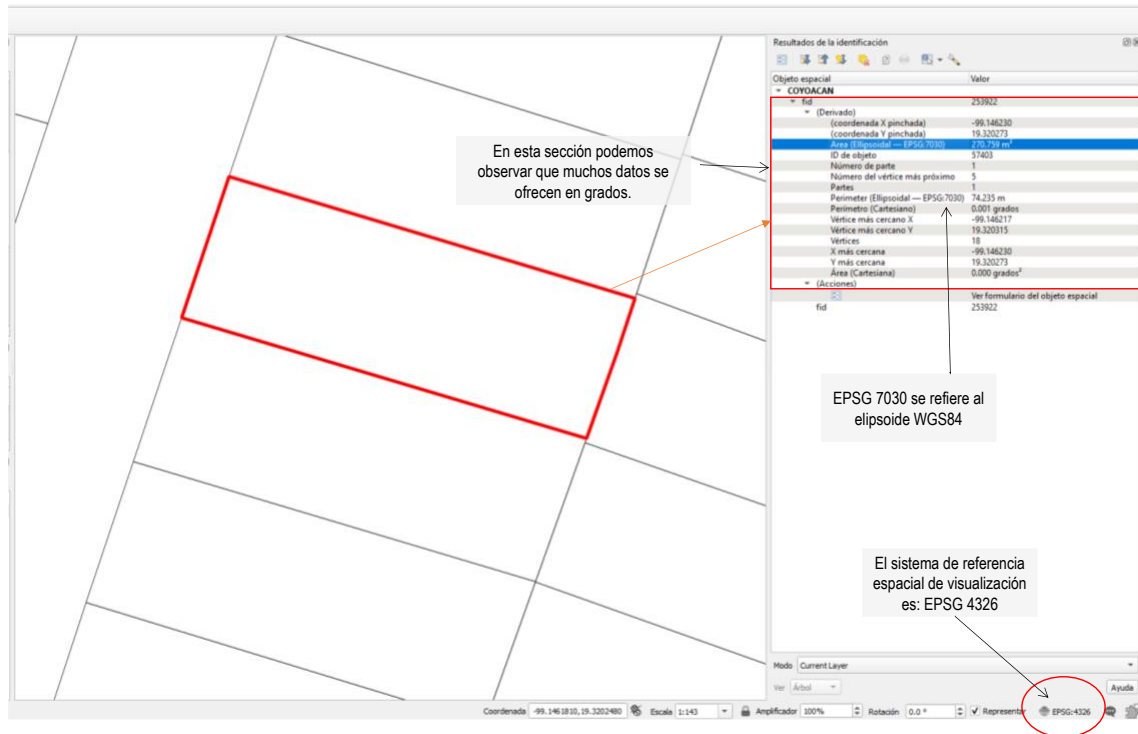 Resultados de la identificación
Objeto espacial Valor
COYOACAN
fid 253922
(Derivado)
(coordenada X pinchada) -99.146230
(coordenada Y pinchada) 19.320273
Área (Ellipsoidal — EPSG:7030) 270.759 m²
ID de objeto 57403
Número de parte 1
Número del vértice más próximo 5
Partes 1
Perimeter (Ellipsoidal — EPSG:7030) 74.235 m
Perímetro (Cartesiano) 0.001 grados
Vértice más cercano X -99.146217
Vértice más cercano Y 19.320315
Vértices 18
X más cercana -99.146230
Y más cercana 19.320273
Área (Cartesiana) 0.000 grados²
(Acciones)
Ver formulario del objeto espacial
fid 253922
En esta sección podemos
observar que muchos datos se
ofrecen en grados.
EPSG 7030 se refiere al
elipsoide WGS84
El sistema de referencia
espacial de visualización
es: EPSG 4326
Modo Current Layer
Ver Árbol Ayuda
Coordenada -99.1461810,19.3202480 Escala 1:143 Amplificador 100% Rotación 0.0 ° Representar EPSG:4326